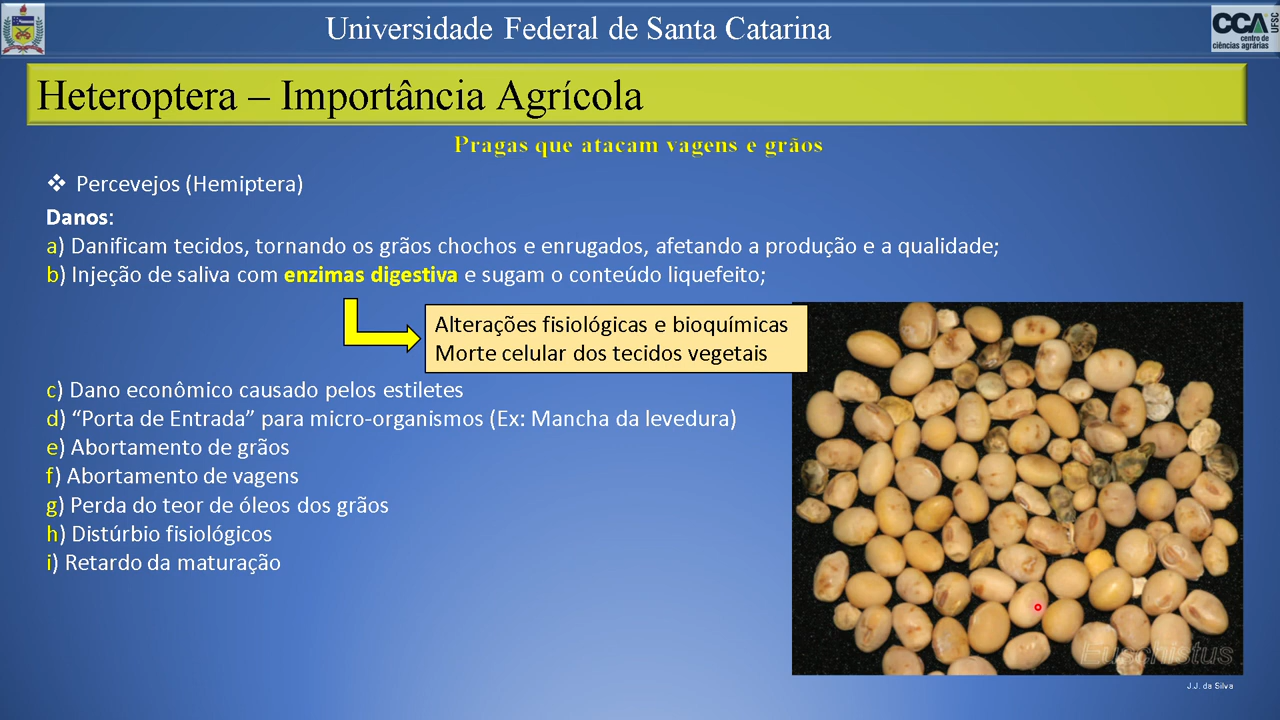 Universidade Federal de Santa Catarina
CCA
UFSC
centro de
ciências agrárias
Heteroptera – Importância Agrícola
Pragas que atacam vagens e grãos
❖ Percevejos (Hemiptera)
Danos:
a) Danificam tecidos, tornando os grãos chochos e enrugados, afetando a produção e a qualidade;
b) Injeção de saliva com enzimas digestiva e sugam o conteúdo liquefeito;
Alterações fisiológicas e bioquímicas
Morte celular dos tecidos vegetais
c) Dano econômico causado pelos estiletes
d) “Porta de Entrada” para micro-organismos (Ex: Mancha da levedura)
e) Abortamento de grãos
f) Abortamento de vagens
g) Perda do teor de óleos dos grãos
h) Distúrbio fisiológicos
i) Retardo da maturação
Euschistus
J.J. da Silva